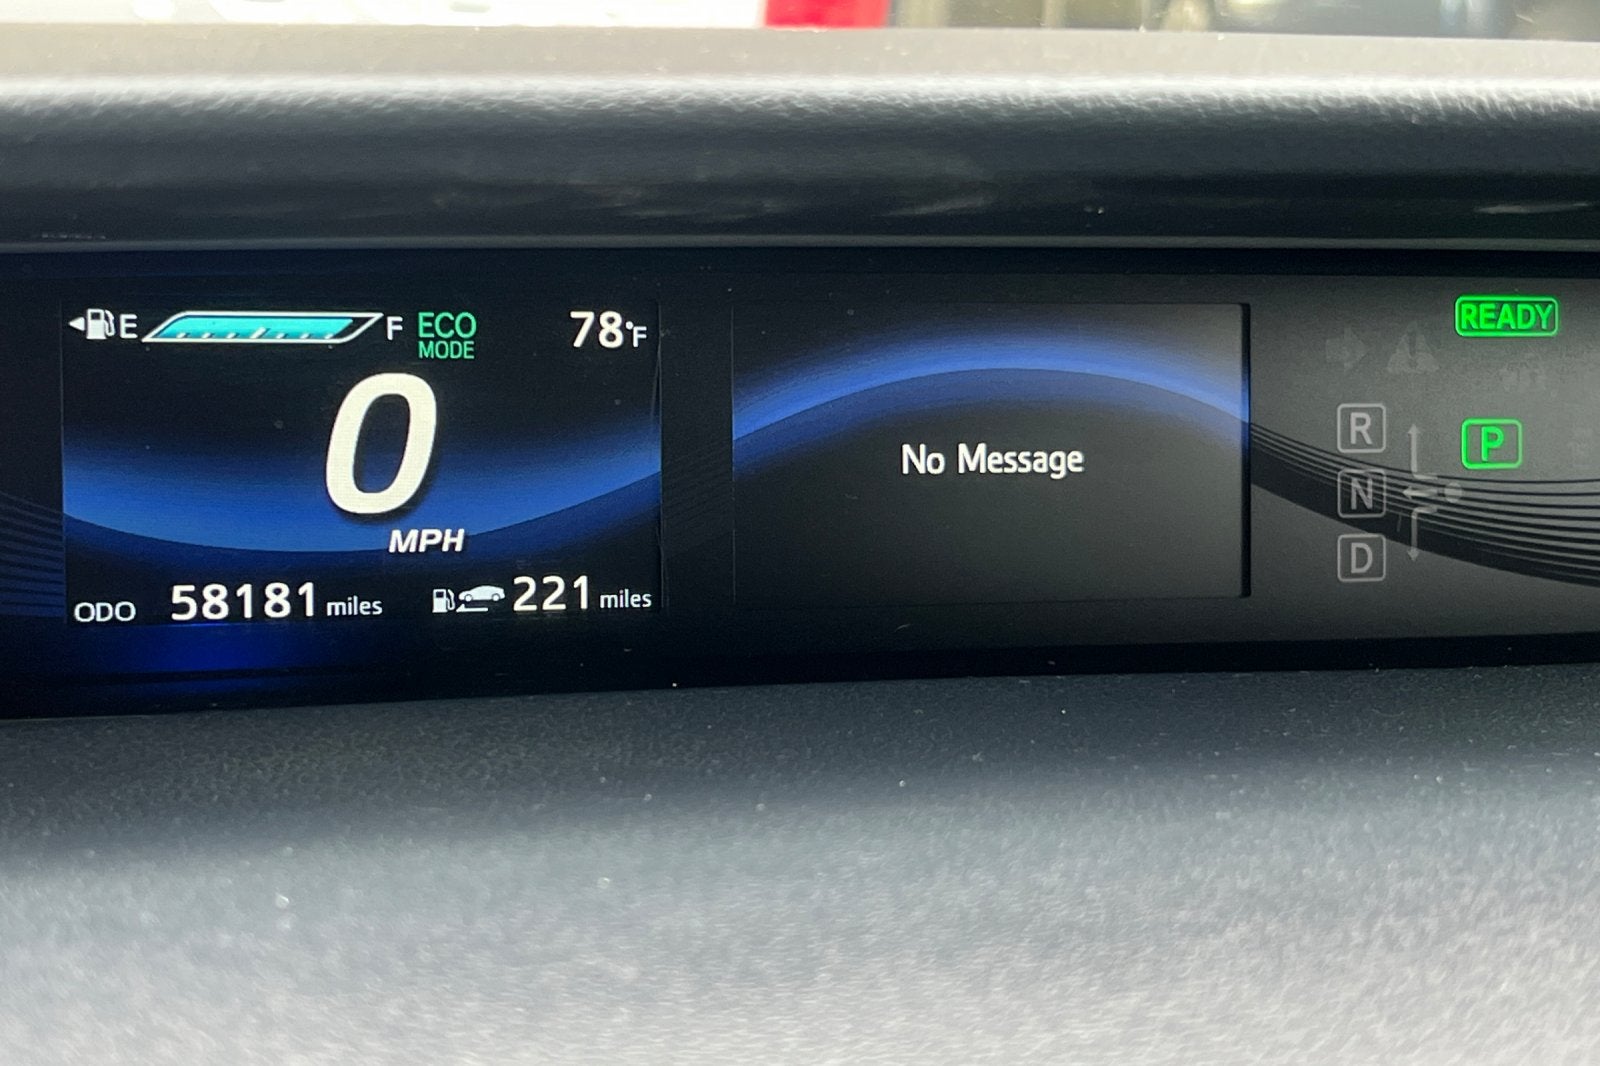 E F ECO
MODE
78°F
0
MPH
ODO 58181 miles 221 miles
No Message
READY
R
P
N
D